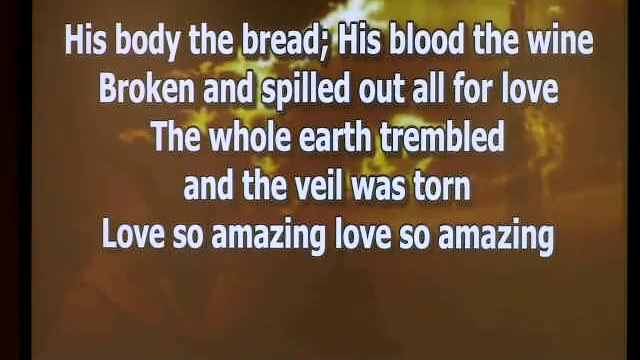 His body the bread; His blood the wine
Broken and spilled out all for love
The whole earth trembled
and the veil was torn
Love so amazing love so amazing